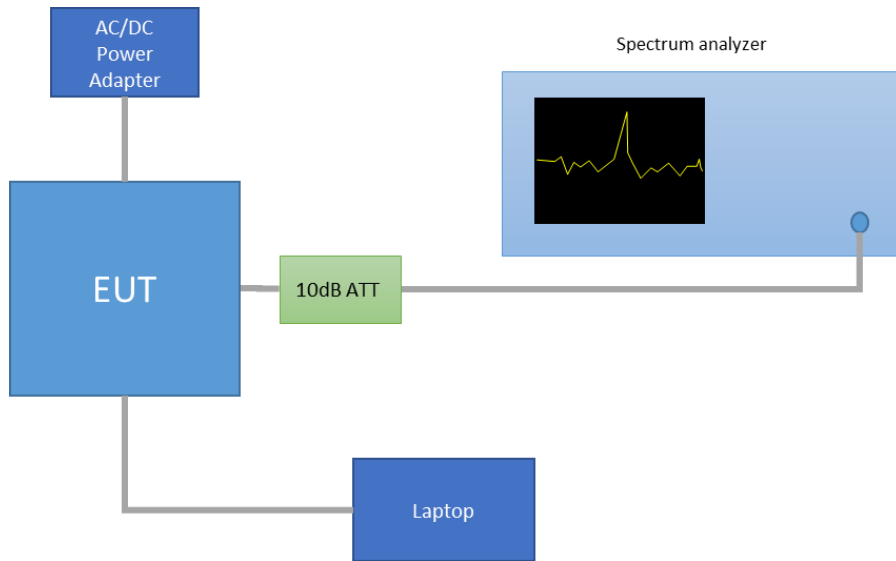 AC/DC
Power
Adapter
Spectrum analyzer
EUT
10dB ATT
Laptop